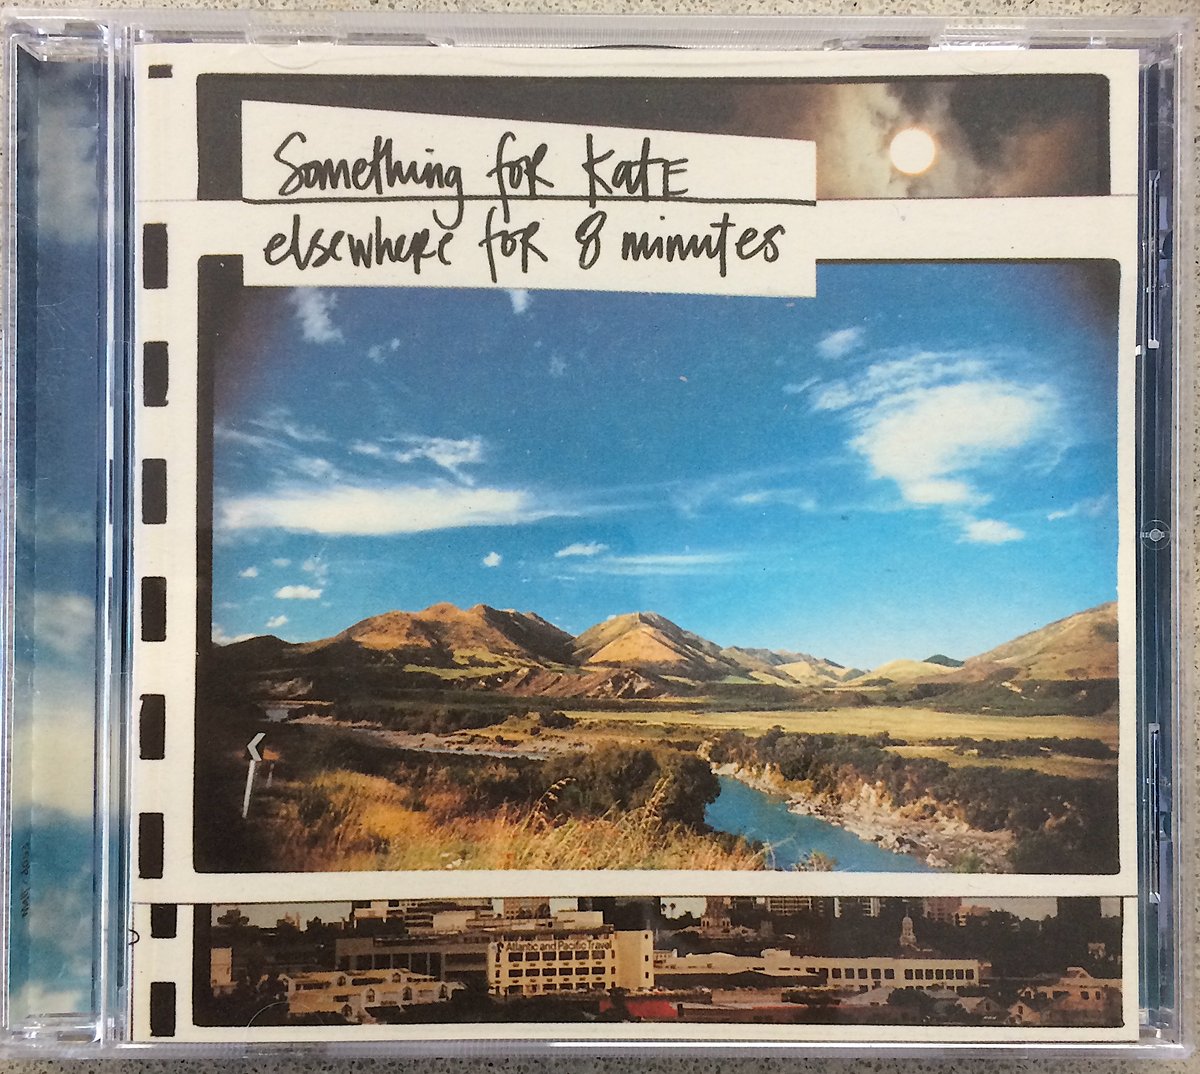 Something for Kate
elsewhere for 8 minutes
Atlantic and Pacific Travel